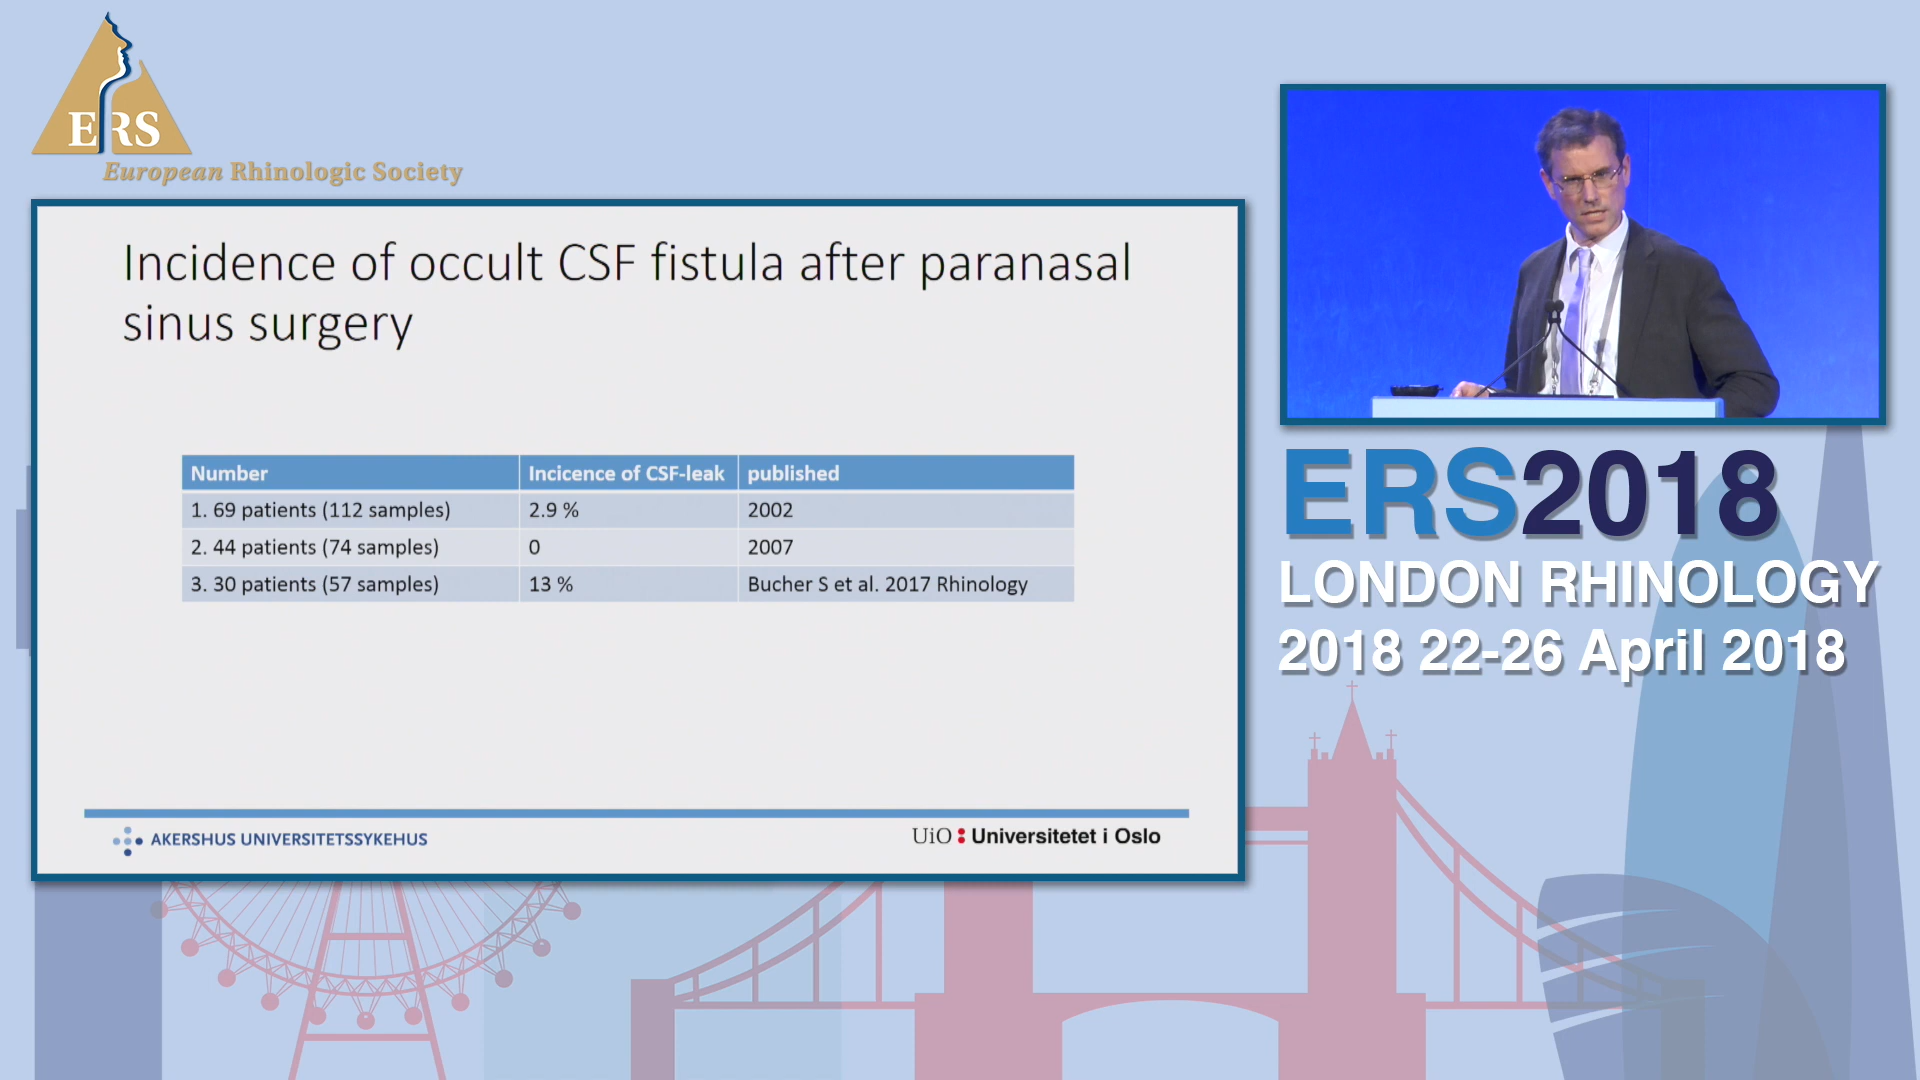 ERS
European Rhinologic Society
Incidence of occult CSF fistula after paranasal
sinus surgery
Number Incicence of CSF-leak published
1. 69 patients (112 samples) 2.9 % 2002
2. 44 patients (74 samples) 0 2007
3. 30 patients (57 samples) 13 % Bucher S et al. 2017 Rhinology
AKERSHUS UNIVERSITETSSYKEHUS
UiO : Universitetet i Oslo
ERS2018
LONDON RHINOLOGY
2018 22-26 April 2018